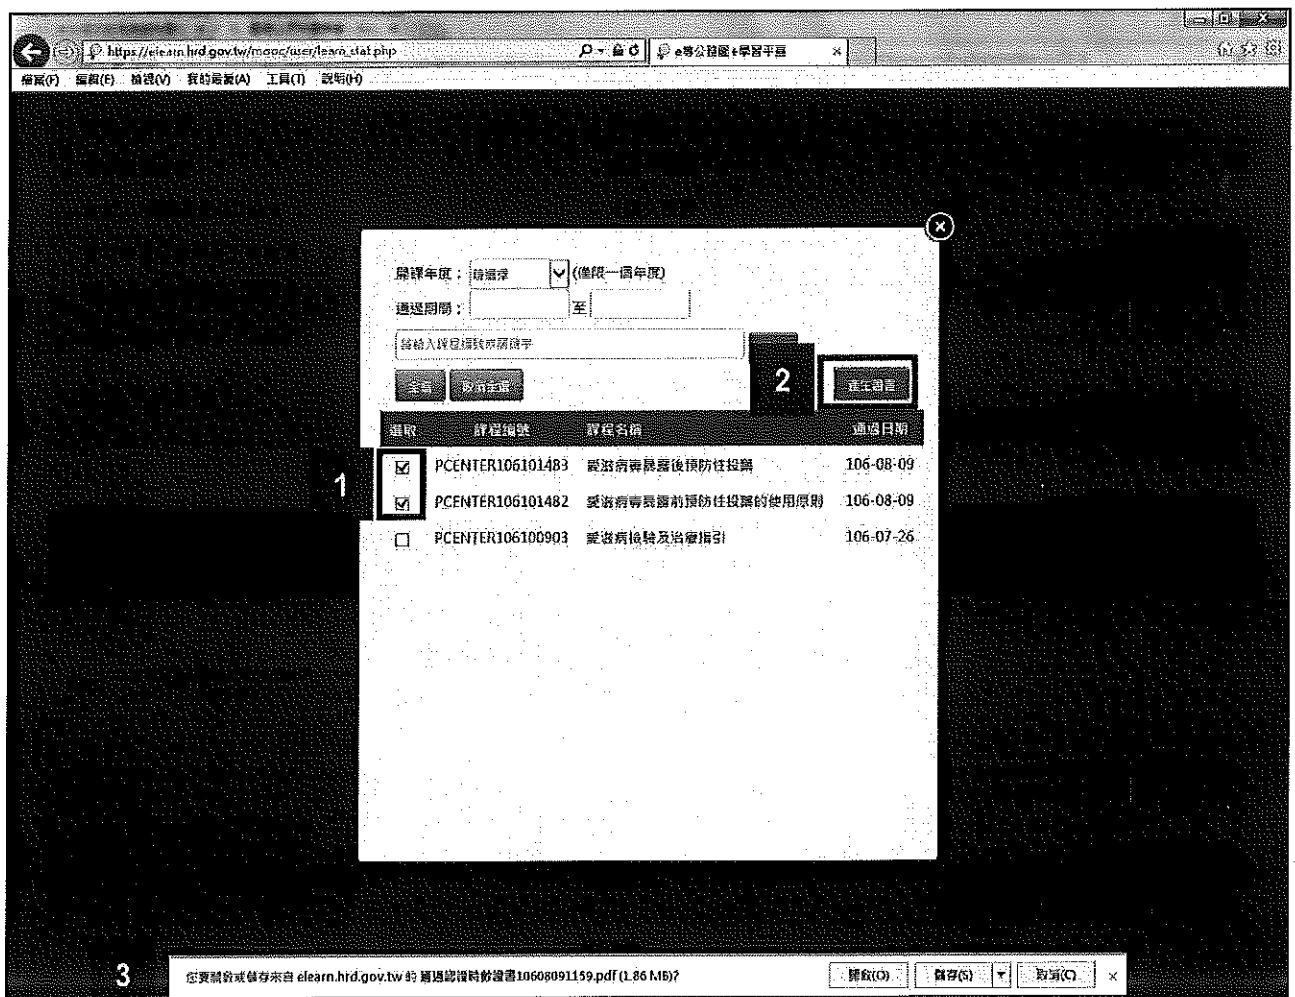 https://elearn.hrd.gov.tw/mooc/user/learn_stat.php
e等公務園+學習平臺
檔案(F) 編輯(E) 檢視(V) 我的最愛(A) 工具(T) 說明(H)
開課年度： 請選擇 (僅限一個年度)
通過期間： 至
請輸入課程編號或關鍵字
全選 取消全選 2 產生證書
選取 課程編號 課程名稱 通過日期
1
PCENTER106101483 愛滋病毒暴露後預防性投藥 106-08-09
PCENTER106101482 愛滋病毒暴露前預防性投藥的使用原則 106-08-09
PCENTER106100903 愛滋病檢驗及治療指引 106-07-26
3
您要開啟或儲存來自 elearn.hrd.gov.tw 的 通過認證時數證書10608091159.pdf (1.86 MB)? 開啟(O) 儲存(S) 取消(C) ×